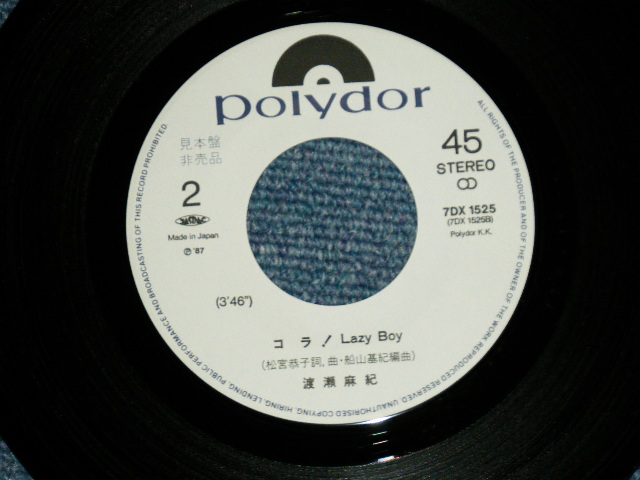 polydor
見本盤
非売品
2
45
STEREO
7DX 1525
(7DX 1525B)
Polydor K.K.
Made in Japan
℗ '87
(3'46")
コラ! Lazy Boy
(松宮恭子詞,曲・船山基紀編曲)
渡瀬麻紀
ALL RIGHTS OF THE PRODUCER AND OF THE OWNER OF THE WORK REPRODUCED RESERVED. UNAUTHORISED COPYING, HIRING, LENDING, PUBLIC PERFORMANCE AND BROADCASTING OF THIS RECORD PROHIBITED.